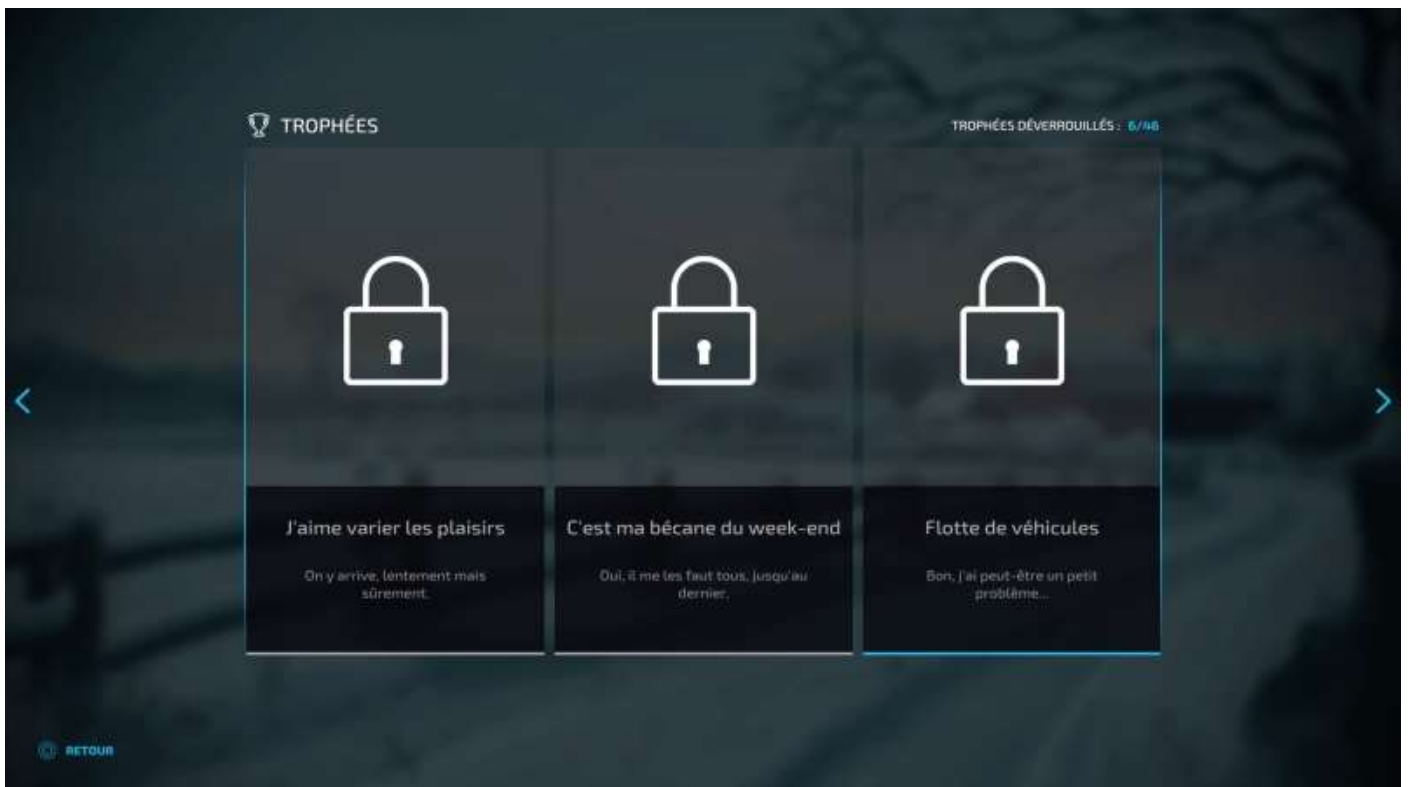 TROPHÉES
TROPHÉES DÉVERROUILLÉS : 6/46
J'aime varier les plaisirs
On y arrive, lentement mais
sûrement.
C'est ma bécane du week-end
Oui, il me les faut tous, jusqu'au
dernier.
Flotte de véhicules
Bon, j'ai peut-être un petit
problème...
RETOUR